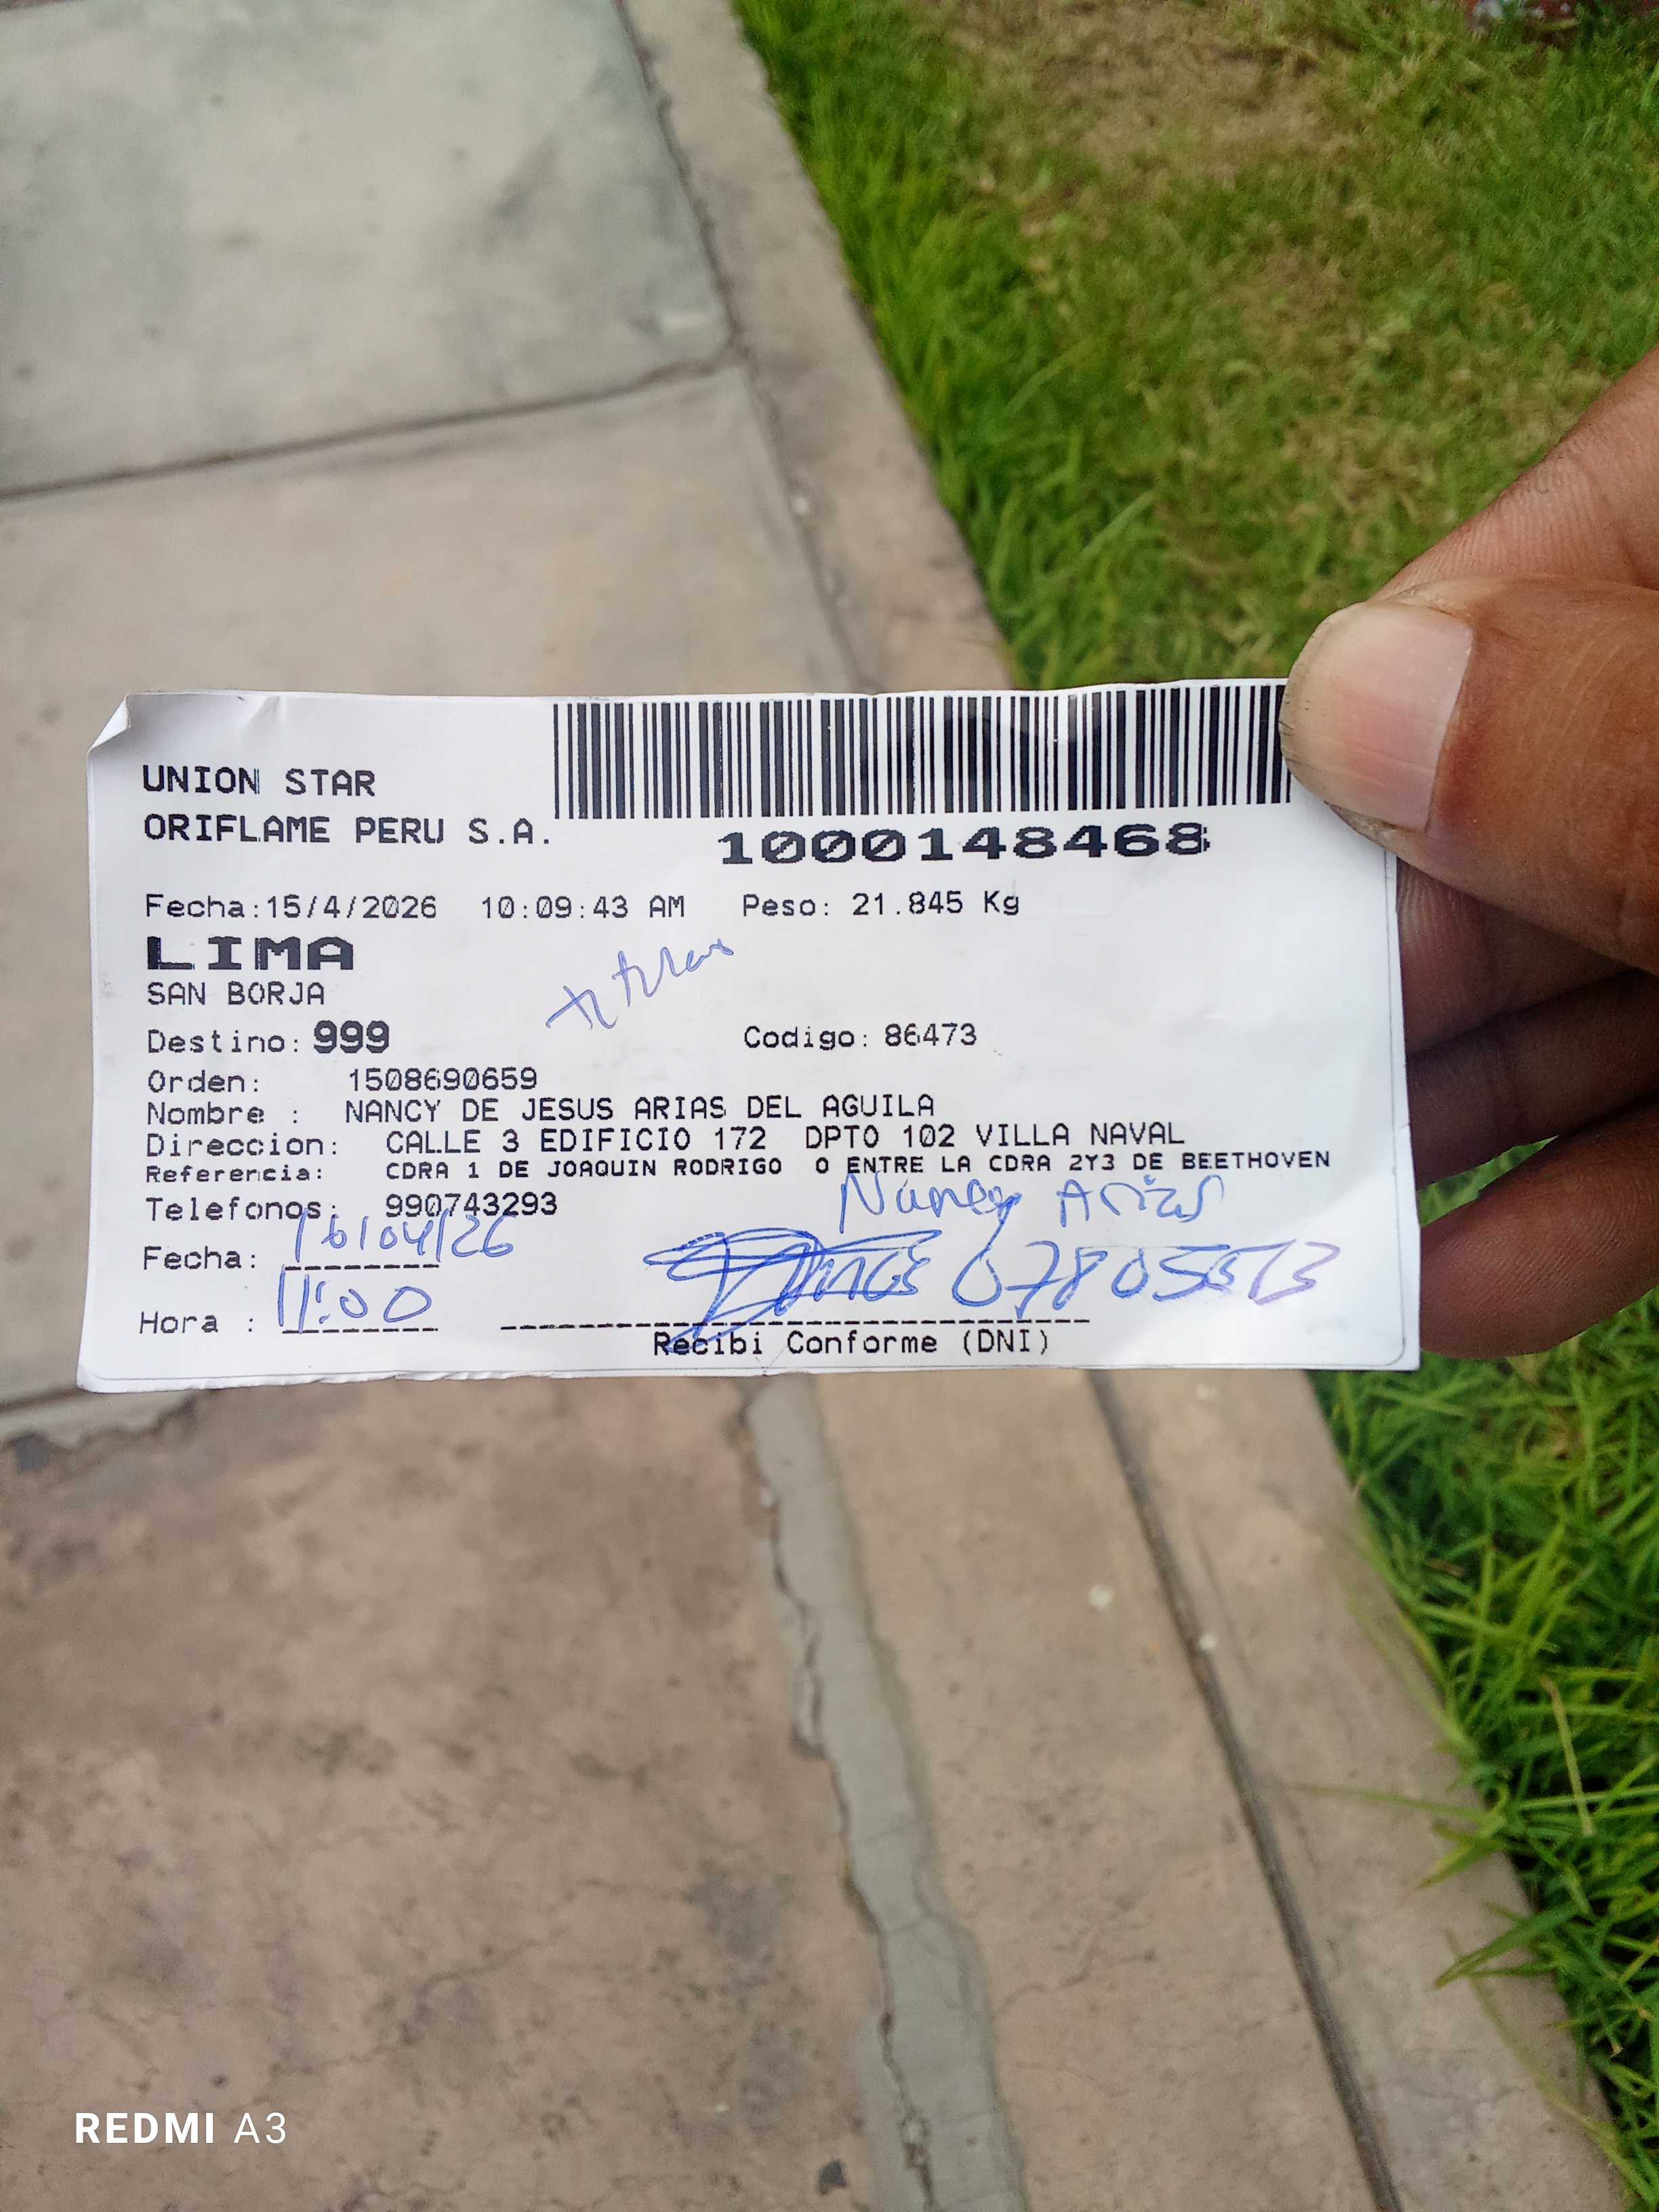 UNION STAR
ORIFLAME PERU S.A.
1000148468
Fecha:15/4/2026 10:09:43 AM Peso: 21.845 Kg
LIMA
SAN BORJA
titular
Destino: 999 Codigo: 86473
Orden: 1508690659
Nombre : NANCY DE JESUS ARIAS DEL AGUILA
Direccion: CALLE 3 EDIFICIO 172 DPTO 102 VILLA NAVAL
Referencia: CDRA 1 DE JOAQUIN RODRIGO O ENTRE LA CDRA 2Y3 DE BEETHOVEN
Telefonos: 990743293
Nancy Arias
Fecha: 16/04/26
Hora : 11:00
Recibi Conforme (DNI)
REDMI A3